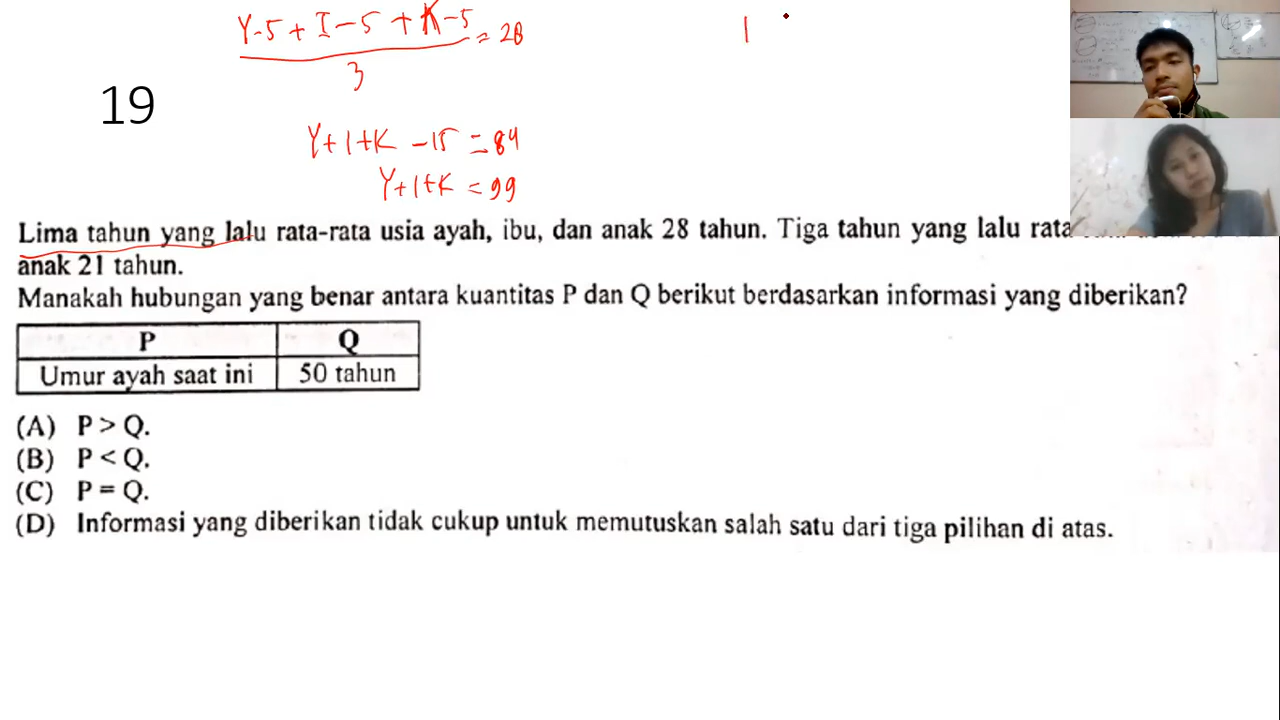 Y-5 + I-5 + K-5 = 28
3
19
Y+I+K -15 = 84
Y+I+K = 99
Lima tahun yang lalu rata-rata usia ayah, ibu, dan anak 28 tahun. Tiga tahun yang lalu rata
anak 21 tahun.
Manakah hubungan yang benar antara kuantitas P dan Q berikut berdasarkan informasi yang diberikan?
P Q
Umur ayah saat ini 50 tahun
(A) P > Q.
(B) P < Q.
(C) P = Q.
(D) Informasi yang diberikan tidak cukup untuk memutuskan salah satu dari tiga pilihan di atas.